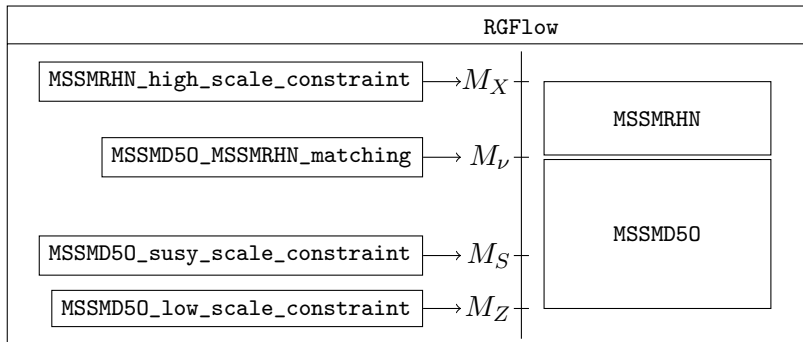 RGFlow
MSSMRHN_high_scale_constraint M_X
MSSMRHN
MSSMD5O_MSSMRHN_matching M_ν
MSSMD5O
MSSMD5O_susy_scale_constraint M_S
MSSMD5O_low_scale_constraint M_Z